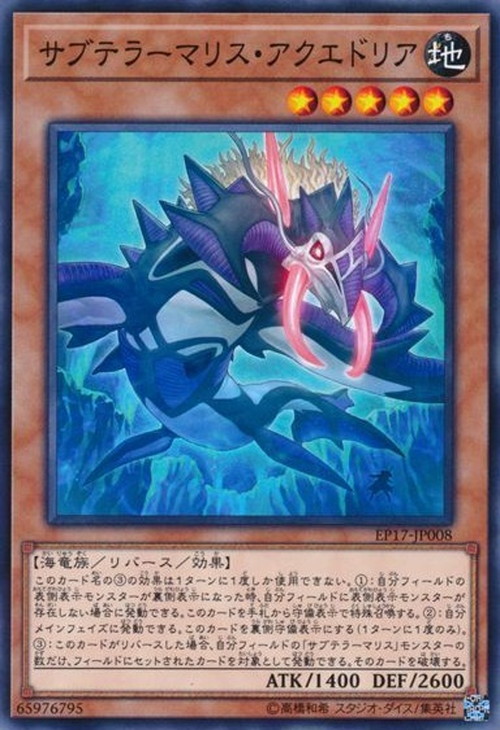 サブテラーマリス・アクエドリア
地
EP17-JP008
【海竜族/リバース/効果】
このカード名の③の効果は1ターンに1度しか使用できない。①:自分フィールドの
表側表示モンスターが裏側表示になった時、自分フィールドに表側表示モンスターが
存在しない場合に発動できる。このカードを手札から守備表示で特殊召喚する。②:自分
メインフェイズに発動できる。このカードを裏側守備表示にする(1ターンに1度のみ)。
③:このカードがリバースした場合、自分フィールドの「サブテラーマリス」モンスターの
数だけ、フィールドにセットされたカードを対象として発動できる。そのカードを破壊する。
ATK/1400 DEF/2600
65976795
©高橋和希 スタジオ・ダイス/集英社